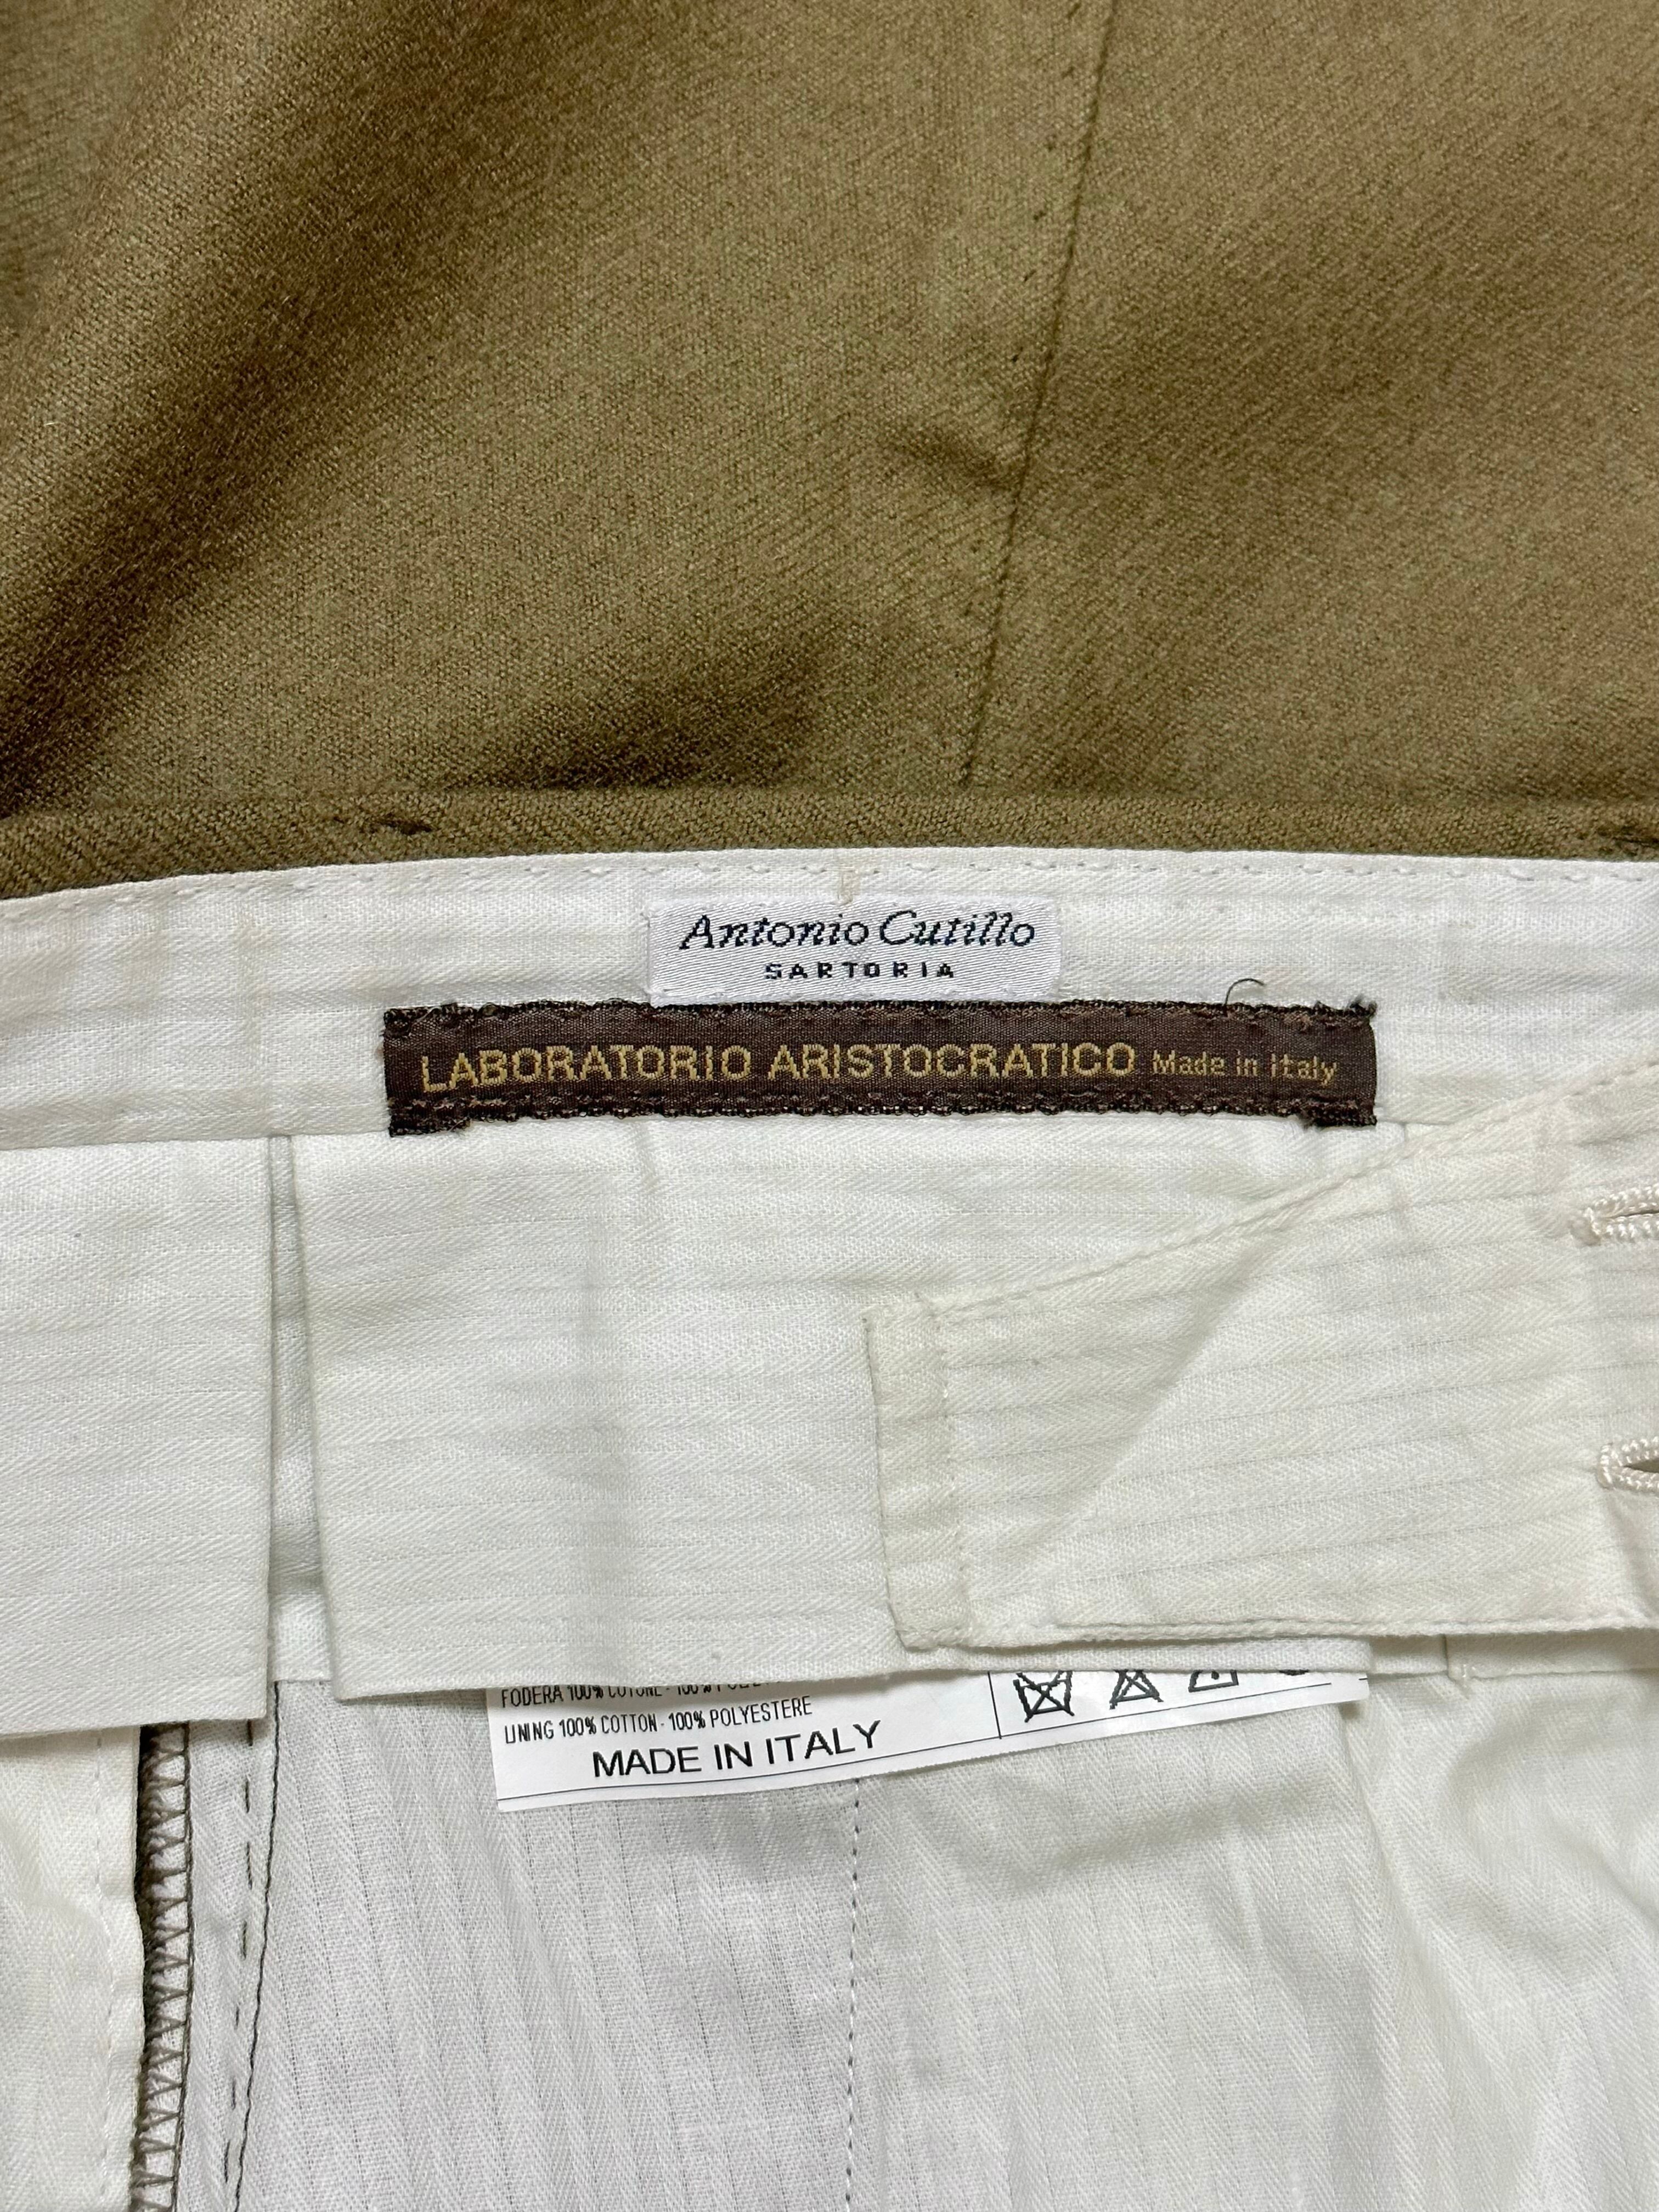 Antonio Cutillo
SARTORIA
LABORATORIO ARISTOCRATICO Made in Italy
FODERA 100% COTONE - 100%
LINING 100% COTTON - 100% POLYESTERE
MADE IN ITALY